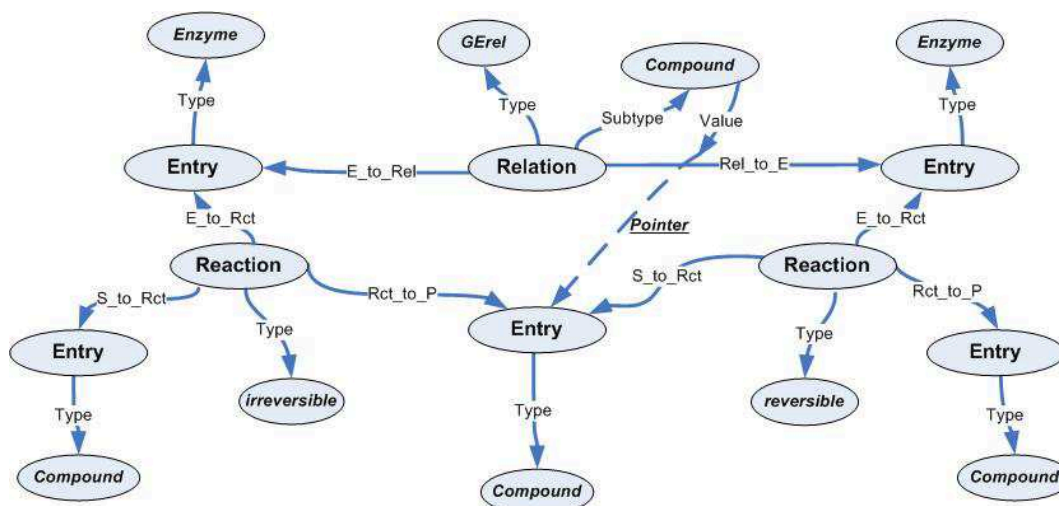 Enzyme
GErel
Enzyme
Compound
Type
Type
Subtype
Value
Type
Entry
E_to_Rel
Relation
Rel_to_E
Entry
E_to_Rct
Pointer
E_to_Rct
Reaction
S_to_Rct
Rct_to_P
S_to_Rct
Reaction
Rct_to_P
Entry
Type
Entry
Type
Entry
Type
irreversible
Type
reversible
Type
Compound
Compound
Compound